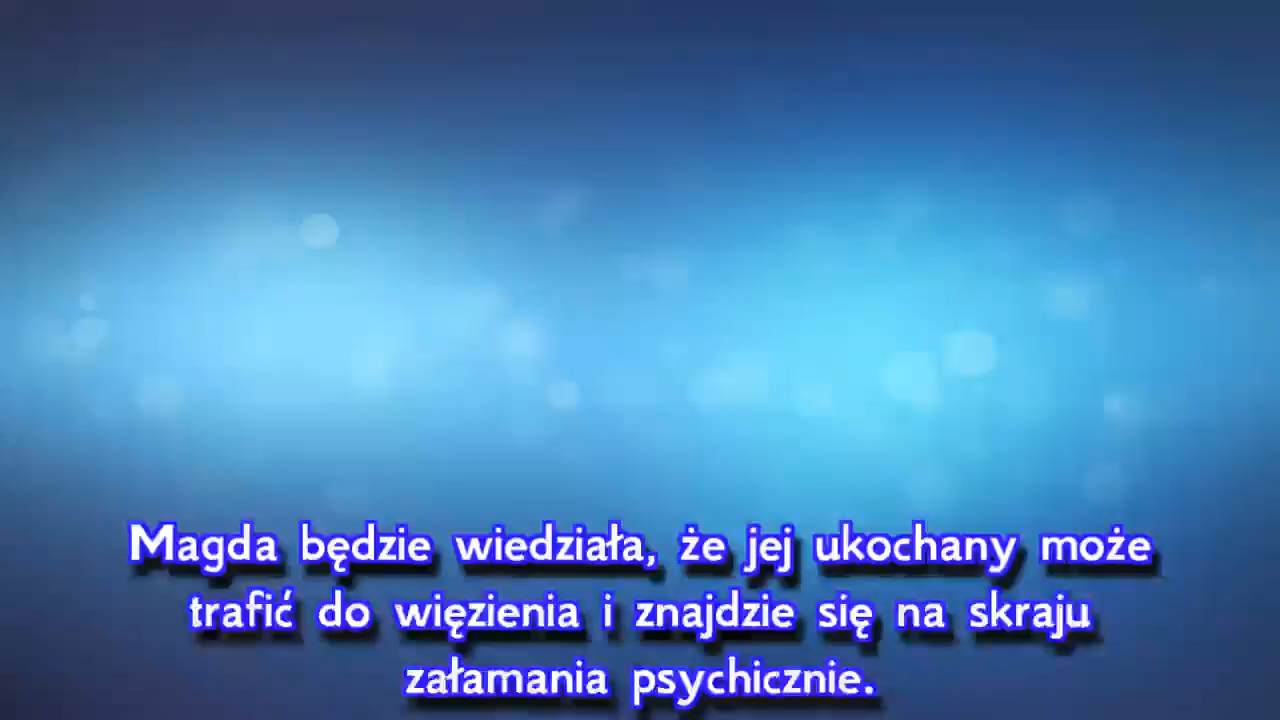 Magda będzie wiedziała, że jej ukochany może
trafić do więzienia i znajdzie się na skraju
załamania psychicznie.